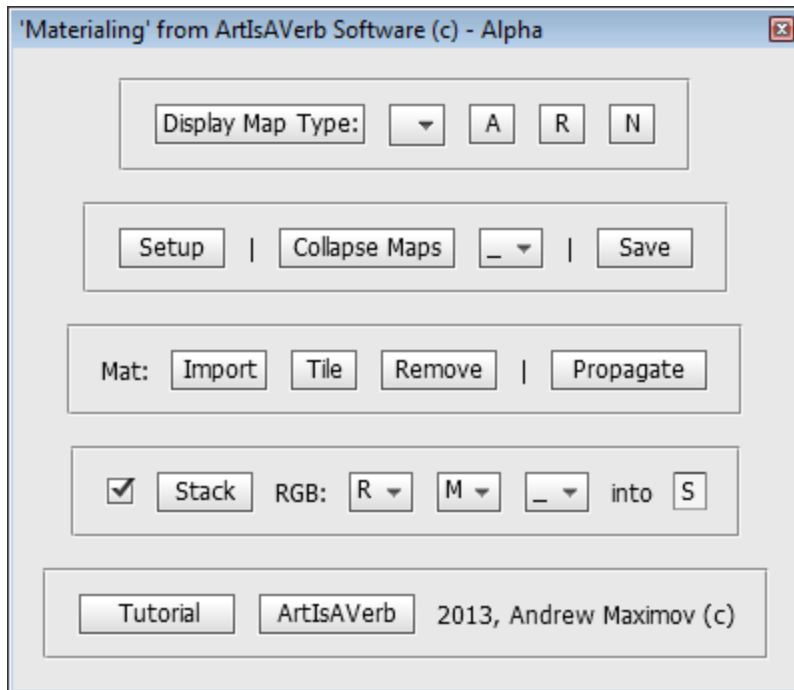 'Materialing' from ArtIsAVerb Software (c) - Alpha
Display Map Type: A R N
Setup | Collapse Maps _ | Save
Mat: Import Tile Remove | Propagate
Stack RGB: R M _ into S
Tutorial ArtIsAVerb 2013, Andrew Maximov (c)